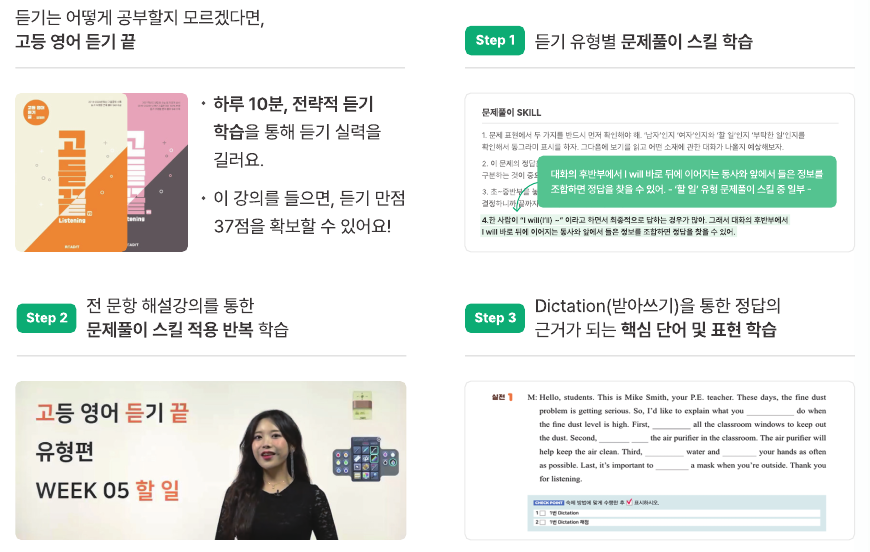 듣기는 어떻게 공부할지 모르겠다면,
고등 영어 듣기 끝
• 하루 10분, 전략적 듣기
학습을 통해 듣기 실력을
길러요.
• 이 강의를 들으면, 듣기 만점
37점을 확보할 수 있어요!
고듣끝
Listening
Listening
Step 1
듣기 유형별 문제풀이 스킬 학습
문제풀이 SKILL
1. 문제 표현에서 두 가지를 반드시 먼저 확인해야 해. '남자'인지 '여자'인지와 '할 일'인지 '부탁한 일'인지를
확인해서 동그라미 표시를 하자. 그다음에 보기를 읽고 어떤 소재에 관한 대화가 나올지 예상해보자.
2. 이 문제의 정답은
구분하는 것이 중요
3. 초~중반부를 놓
결정하니까 끝까지
대화의 후반부에서 I will 바로 뒤에 이어지는 동사와 앞에서 들은 정보를
조합하면 정답을 찾을 수 있어. - '할 일' 유형 문제풀이 스킬 중 일부 -
4.한 사람이 "I will(I'll) ~" 이라고 하면서 최종적으로 답하는 경우가 많아. 그래서 대화의 후반부에서
I will 바로 뒤에 이어지는 동사와 앞에서 들은 정보를 조합하면 정답을 찾을 수 있어.
Step 2
전 문항 해설강의를 통한
문제풀이 스킬 적용 반복 학습
고등 영어 듣기 끝
유형편
WEEK 05 할 일
Step 3
Dictation(받아쓰기)을 통한 정답의
근거가 되는 핵심 단어 및 표현 학습
실전 1
M: Hello, students. This is Mike Smith, your P.E. teacher. These days, the fine dust
problem is getting serious. So, I'd like to explain what you ________ do when
the fine dust level is high. First, ________ all the classroom windows to keep out
the dust. Second, ________ ________ the air purifier in the classroom. The air purifier will
help keep the air clean. Third, ________ water and ________ your hands as often
as possible. Last, it's important to ________ a mask when you're outside. Thank you
for listening.
CHECK POINT 숙제 방법에 맞게 수행한 후 ✓ 표시하시오.
1 □ 1번 Dictation
2 □ 1번 Dictation 채점